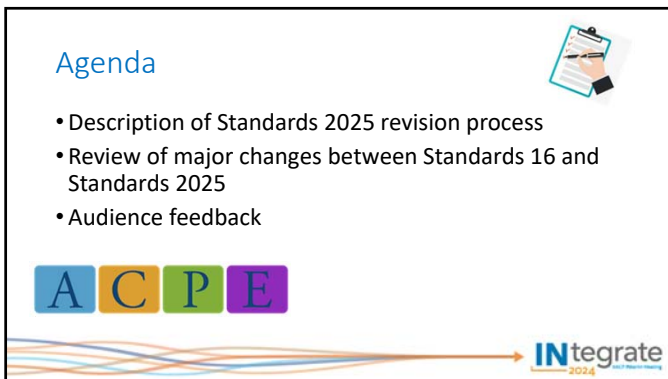 Agenda
• Description of Standards 2025 revision process
• Review of major changes between Standards 16 and
Standards 2025
• Audience feedback
A C P E
INtegrate
2024